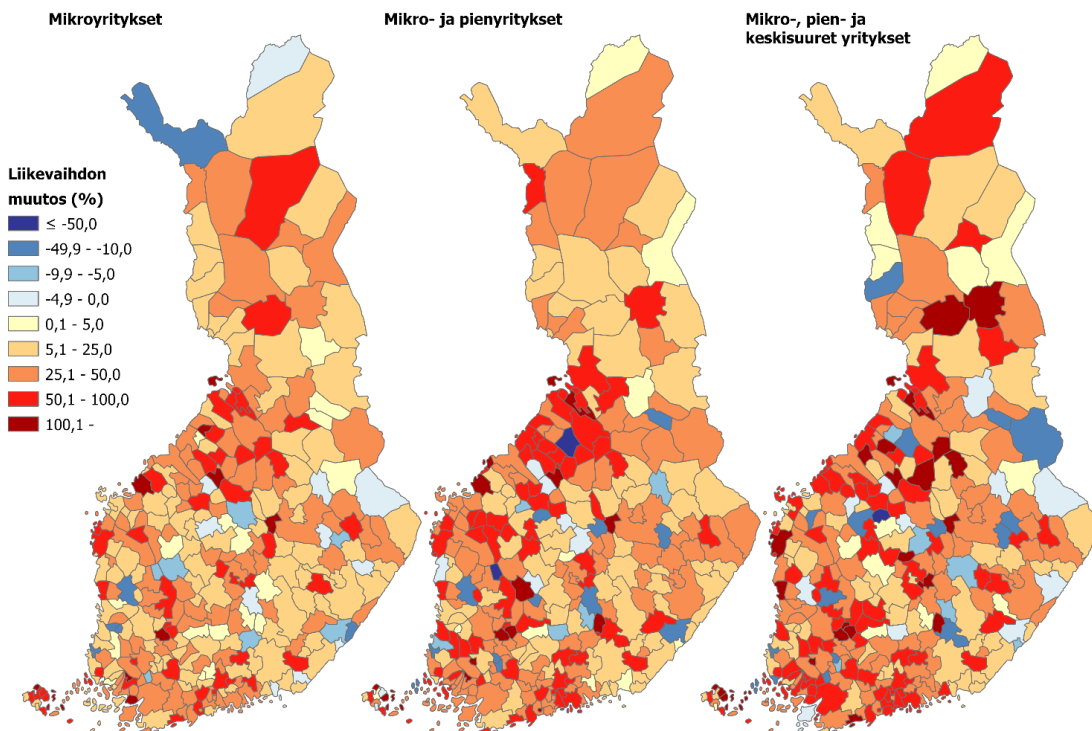 Mikroyritykset
Mikro- ja pienyritykset
Mikro-, pien- ja
keskisuuret yritykset
Liikevaihdon
muutos (%)
≤ -50,0
-49,9 - -10,0
-9,9 - -5,0
-4,9 - 0,0
0,1 - 5,0
5,1 - 25,0
25,1 - 50,0
50,1 - 100,0
100,1 -